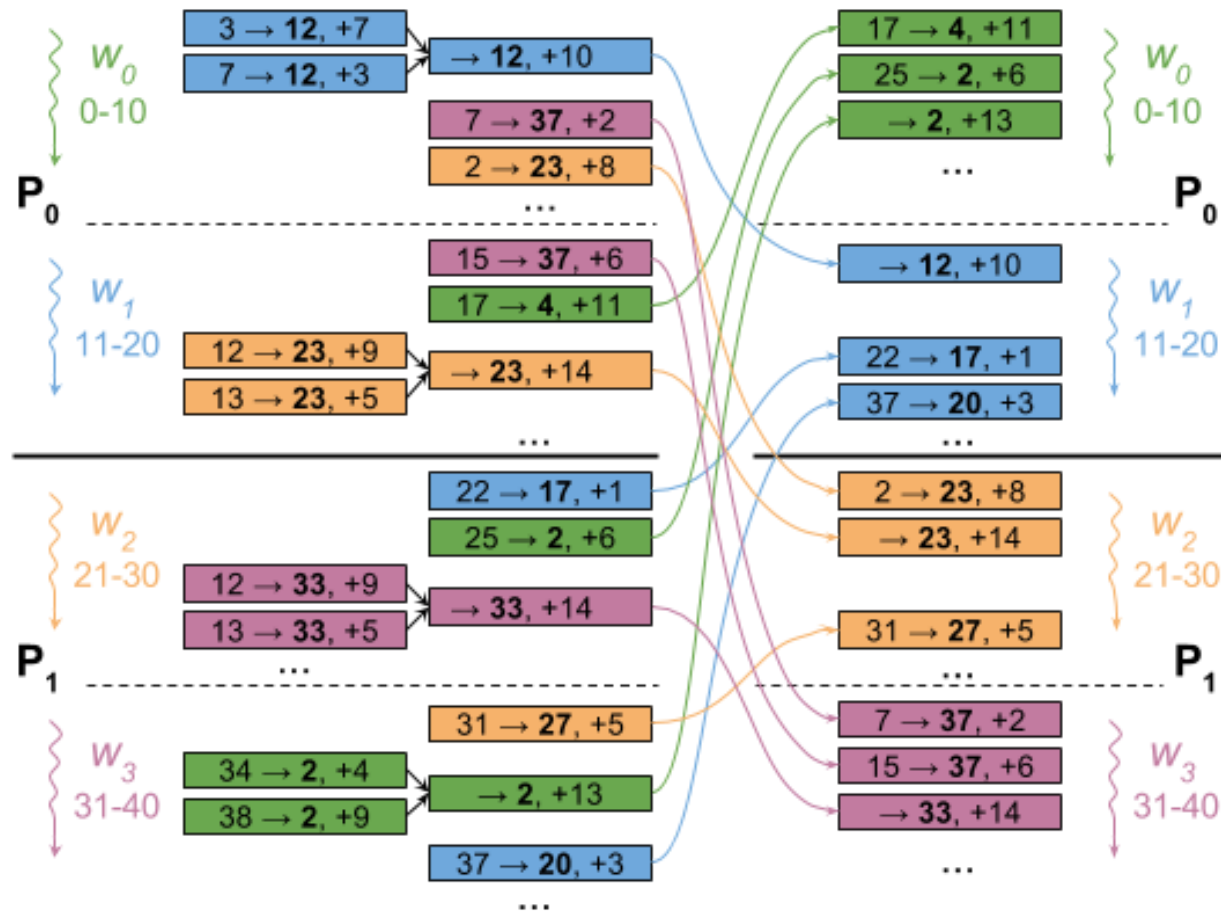 3 → 12, +7
7 → 12, +3
→ 12, +10
7 → 37, +2
2 → 23, +8
...
w0
0-10
P0
15 → 37, +6
17 → 4, +11
12 → 23, +9
13 → 23, +5
→ 23, +14
...
w1
11-20
22 → 17, +1
25 → 2, +6
12 → 33, +9
13 → 33, +5
→ 33, +14
...
w2
21-30
P1
31 → 27, +5
34 → 2, +4
38 → 2, +9
→ 2, +13
37 → 20, +3
...
w3
31-40
17 → 4, +11
25 → 2, +6
→ 2, +13
...
w0
0-10
P0
→ 12, +10
22 → 17, +1
37 → 20, +3
...
w1
11-20
2 → 23, +8
→ 23, +14
31 → 27, +5
...
w2
21-30
P1
7 → 37, +2
15 → 37, +6
→ 33, +14
...
w3
31-40